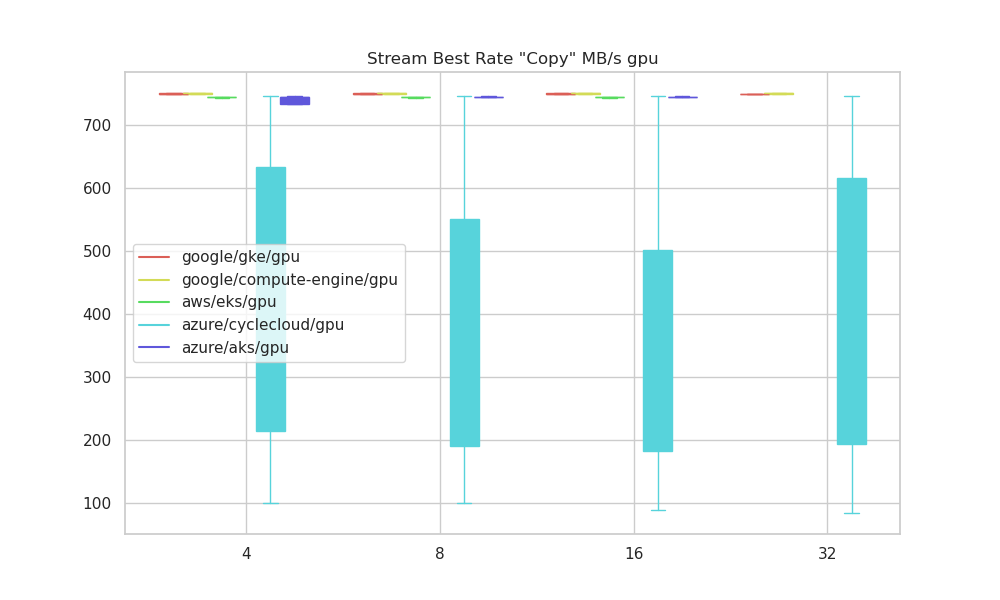 Stream Best Rate "Copy" MB/s gpu
700
600
500
400
300
200
100
google/gke/gpu
google/compute-engine/gpu
aws/eks/gpu
azure/cyclecloud/gpu
azure/aks/gpu
4 8 16 32